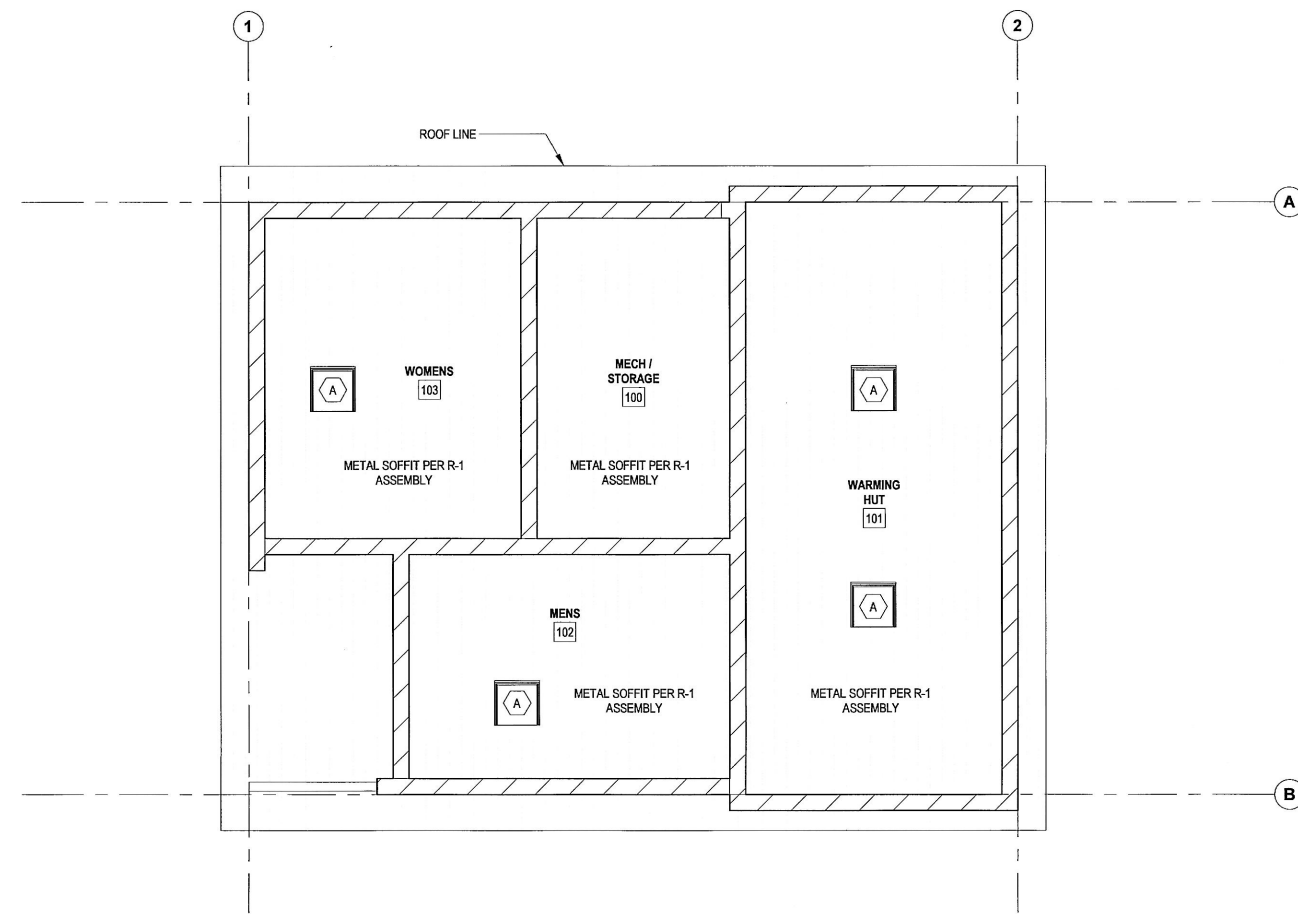 1
2
ROOF LINE
A
WOMENS
103
A
METAL SOFFIT PER R-1
ASSEMBLY
MECH /
STORAGE
100
METAL SOFFIT PER R-1
ASSEMBLY
A
WARMING
HUT
101
A
METAL SOFFIT PER R-1
ASSEMBLY
MENS
102
A
METAL SOFFIT PER R-1
ASSEMBLY
B